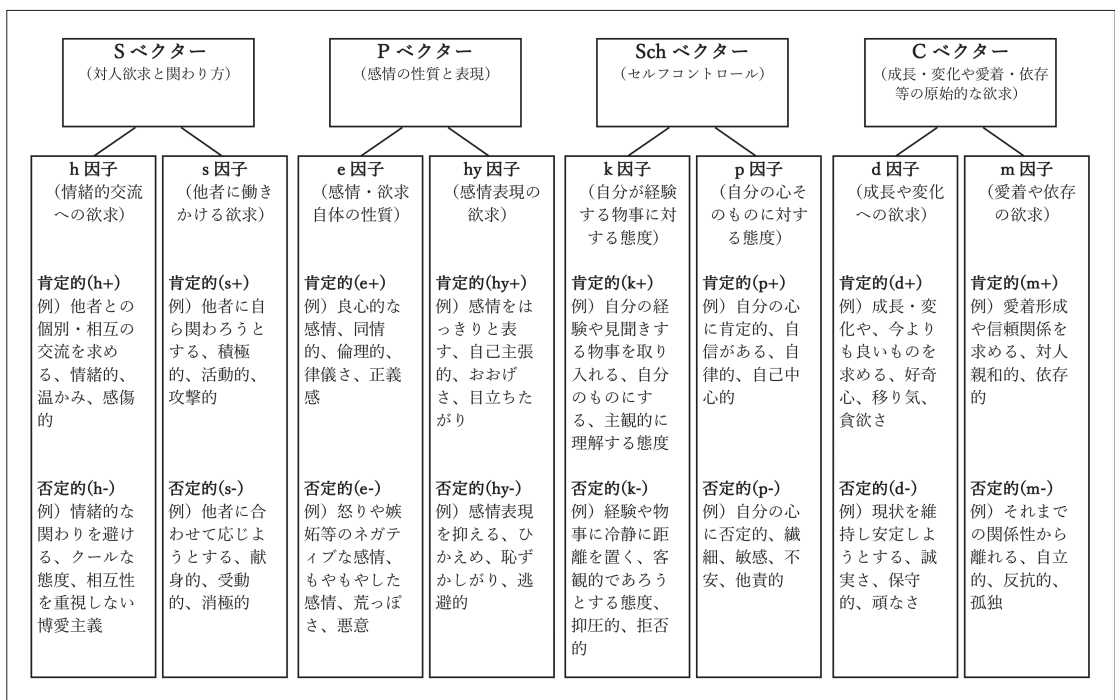 S ベクター
（対人欲求と関わり方）
P ベクター
（感情の性質と表現）
Sch ベクター
（セルフコントロール）
C ベクター
（成長・変化や愛着・依存
等の原始的な欲求）
h 因子
（情緒的交流
への欲求）
肯定的(h+)
例）他者との
個別・相互の
交流を求め
る、情緒的、
温かみ、感傷
的
否定的(h-)
例）情緒的な
関わりを避け
る、クールな
態度、相互性
を重視しない
博愛主義
s 因子
（他者に働き
かける欲求）
肯定的(s+)
例）他者に自
ら関わろうと
する、積極
的、活動的、
攻撃的
否定的(s-)
例）他者に合
わせて応じよ
うとする、献
身的、受動
的、消極的
e 因子
（感情・欲求
自体の性質）
肯定的(e+)
例）良心的な
感情、同情
的、倫理的、
律儀さ、正義
感
否定的(e-)
例）怒りや嫉
妬等のネガテ
ィブな感情、
もやもやした
感情、荒っぽ
さ、悪意
hy 因子
（感情表現の
欲求）
肯定的(hy+)
例）感情をは
っきりと表
す、自己主張
的、おおげ
さ、目立ちた
がり
否定的(hy-)
例）感情表現
を抑える、ひ
かえめ、恥ず
かしがり、逃
避的
k 因子
（自分が経験
する物事に対
する態度）
肯定的(k+)
例）自分の経
験や見聞きす
る物事を取り
入れる、自分
のものにす
る、主観的に
理解する態度
否定的(k-)
例）経験や物
事に冷静に距
離を置く、客
観的であろう
とする態度、
抑圧的、拒否
的
p 因子
（自分の心そ
のものに対す
る態度）
肯定的(p+)
例）自分の心
に肯定的、自
信がある、自
律的、自己中
心的
否定的(p-)
例）自分の心
に否定的、繊
細、敏感、不
安、他責的
d 因子
（成長や変化
への欲求）
肯定的(d+)
例）成長・変
化や、今より
も良いものを
求める、好奇
心、移り気、
貪欲さ
否定的(d-)
例）現状を維
持し安定しよ
うとする、誠
実さ、保守
的、頑なさ
m 因子
（愛着や依存
の欲求）
肯定的(m+)
例）愛着形成
や信頼関係を
求める、対人
親和的、依存
的
否定的(m-)
例）それまで
の関係性から
離れる、自立
的、反抗的、
孤独